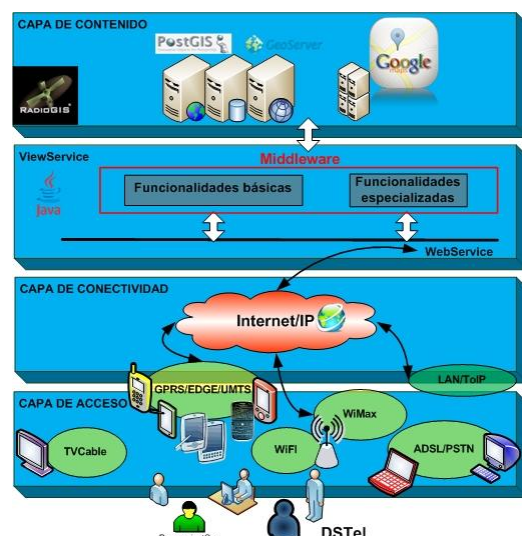 CAPA DE CONTENIDO
PostGIS
GeoServer
Google
maps
RADIOGIS
ViewService
Middleware
Java
Funcionalidades básicas
Funcionalidades
especializadas
WebService
CAPA DE CONECTIVIDAD
Internet/IP
LAN/ToIP
GPRS/EDGE/UMTS
CAPA DE ACCESO
WiMax
TVCable
WiFI
ADSL/PSTN
DSTel